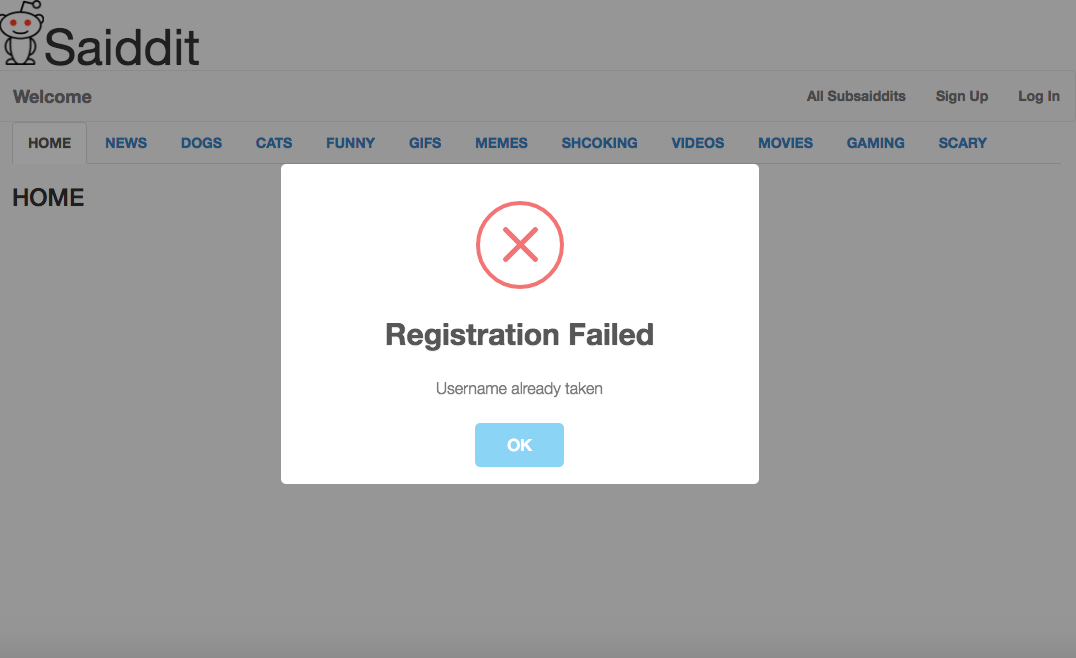 Saiddit
Welcome All Subsaiddits Sign Up Log In
HOME NEWS DOGS CATS FUNNY GIFS MEMES SHCOKING VIDEOS MOVIES GAMING SCARY
HOME
Registration Failed
Username already taken
OK